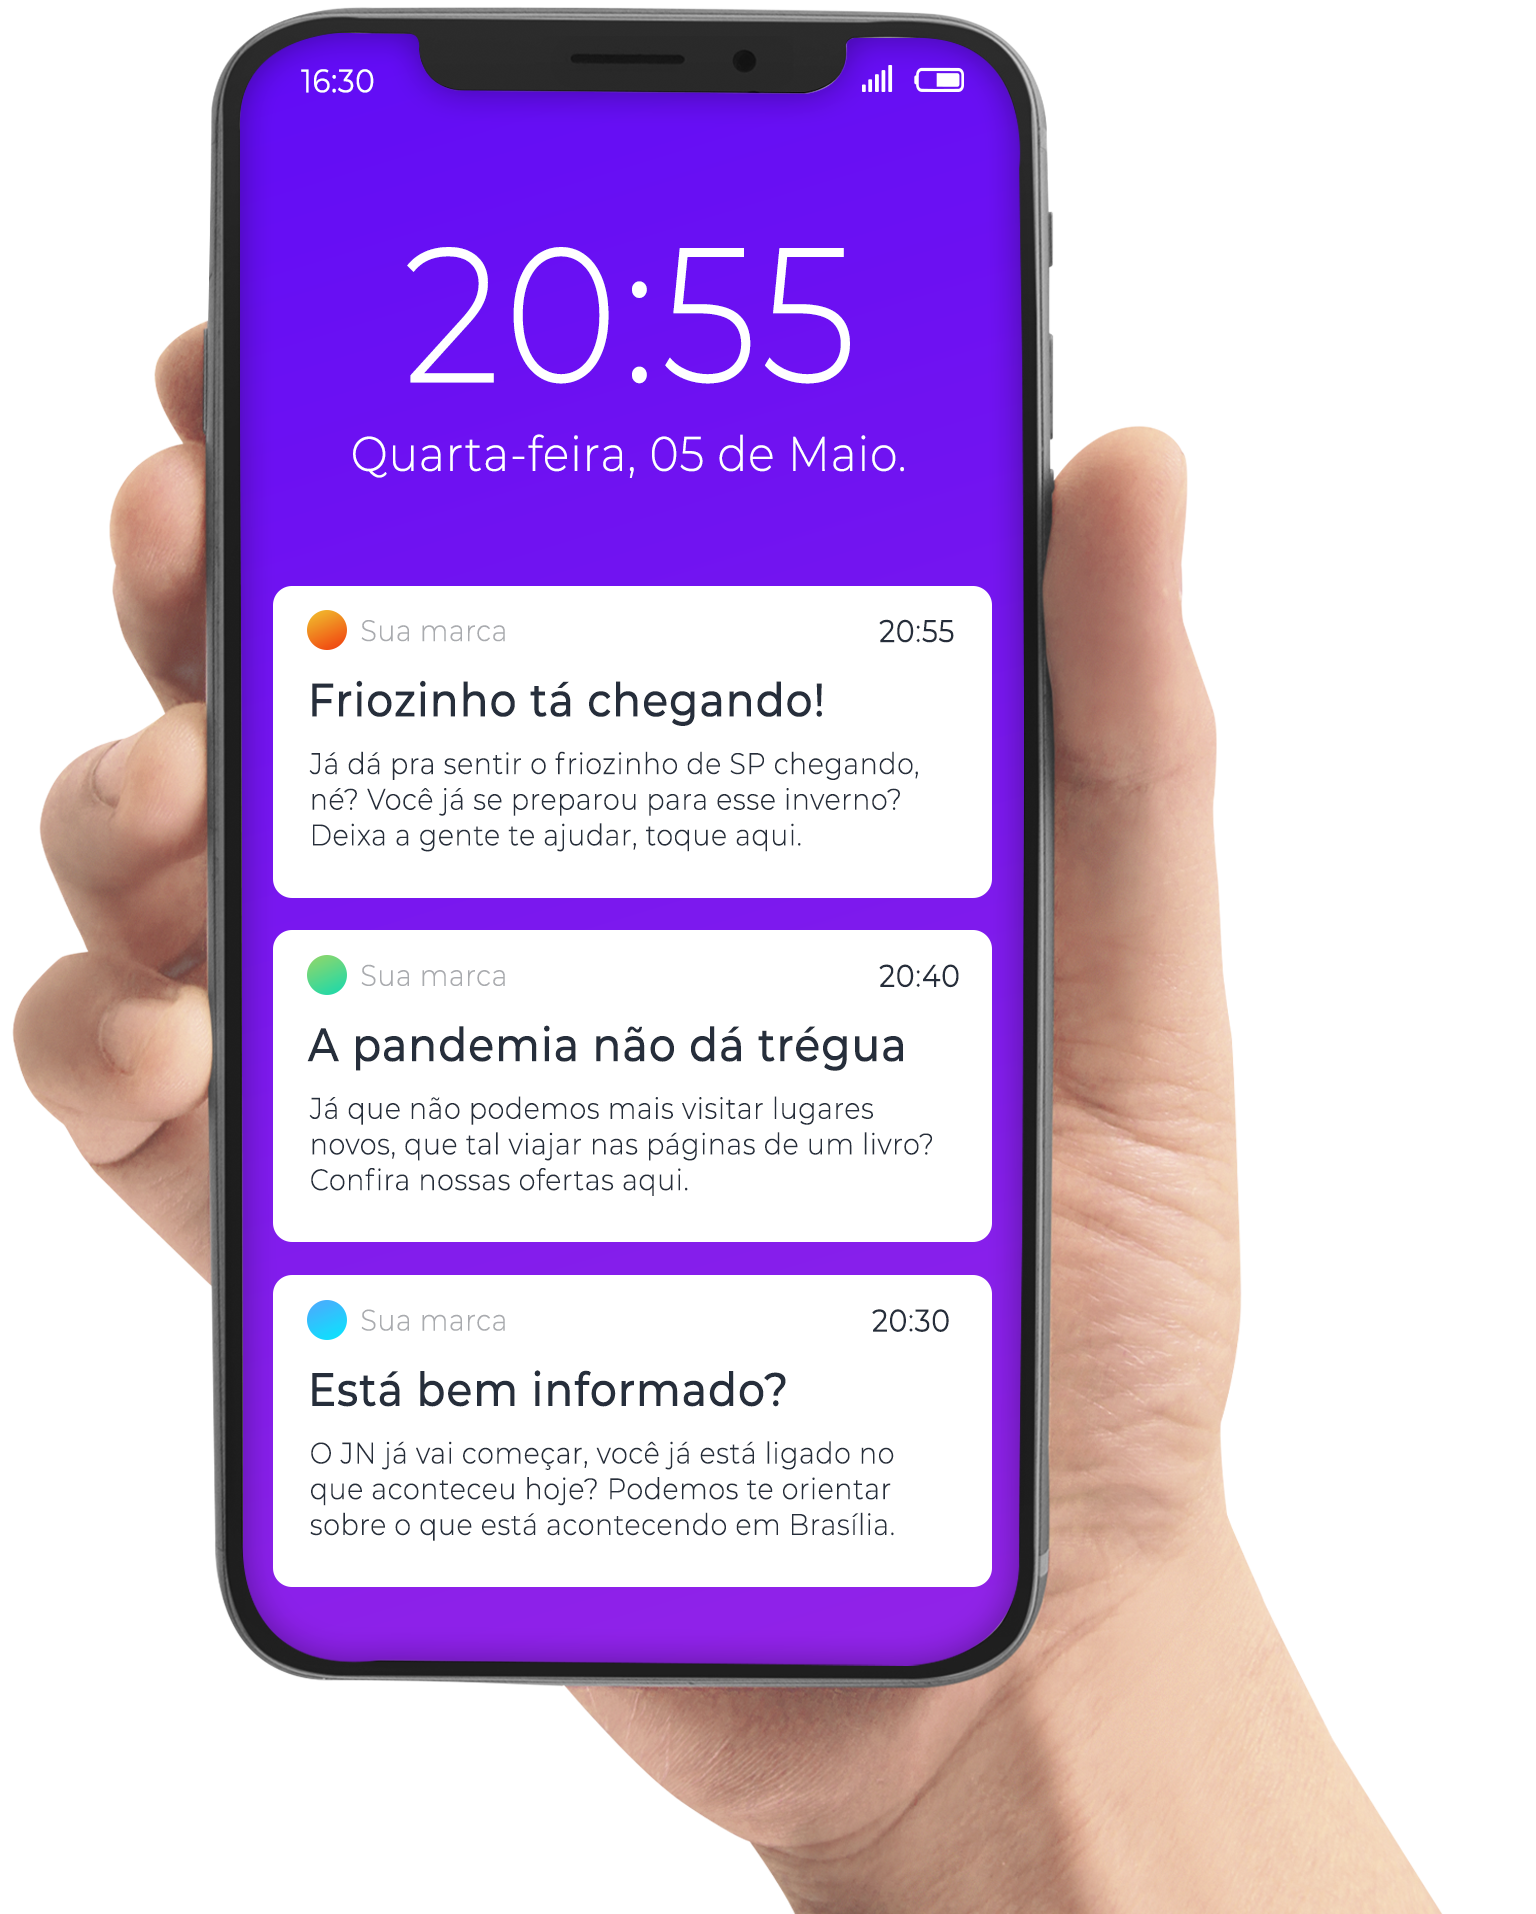 16:30
20:55
Quarta-feira, 05 de Maio.
Sua marca
20:55
Friozinho tá chegando!
Já dá pra sentir o friozinho de SP chegando,
né? Você já se preparou para esse inverno?
Deixa a gente te ajudar, toque aqui.
Sua marca
20:40
A pandemia não dá trégua
Já que não podemos mais visitar lugares
novos, que tal viajar nas páginas de um livro?
Confira nossas ofertas aqui.
Sua marca
20:30
Está bem informado?
O JN já vai começar, você já está ligado no
que aconteceu hoje? Podemos te orientar
sobre o que está acontecendo em Brasília.